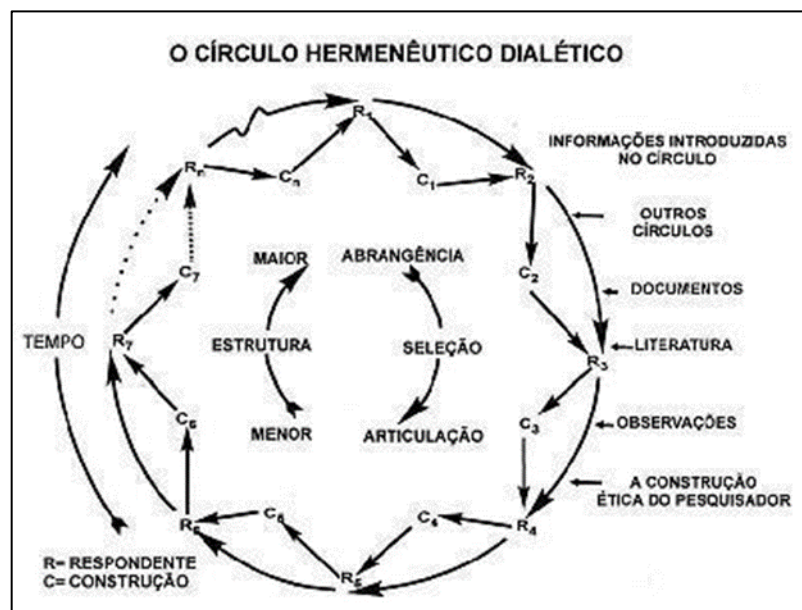 O CÍRCULO HERMENÊUTICO DIALÉTICO
R1
Rn
Cn
C1
R2
INFORMAÇÕES INTRODUZIDAS
NO CÍRCULO
OUTROS
CÍRCULOS
MAIOR
ABRANGÊNCIA
C7
C2
DOCUMENTOS
TEMPO
R7
ESTRUTURA
SELEÇÃO
R3
LITERATURA
C6
C3
OBSERVAÇÕES
MENOR
ARTICULAÇÃO
A CONSTRUÇÃO
ÉTICA DO PESQUISADOR
R6
C5
C4
R4
R5
R= RESPONDENTE
C= CONSTRUÇÃO